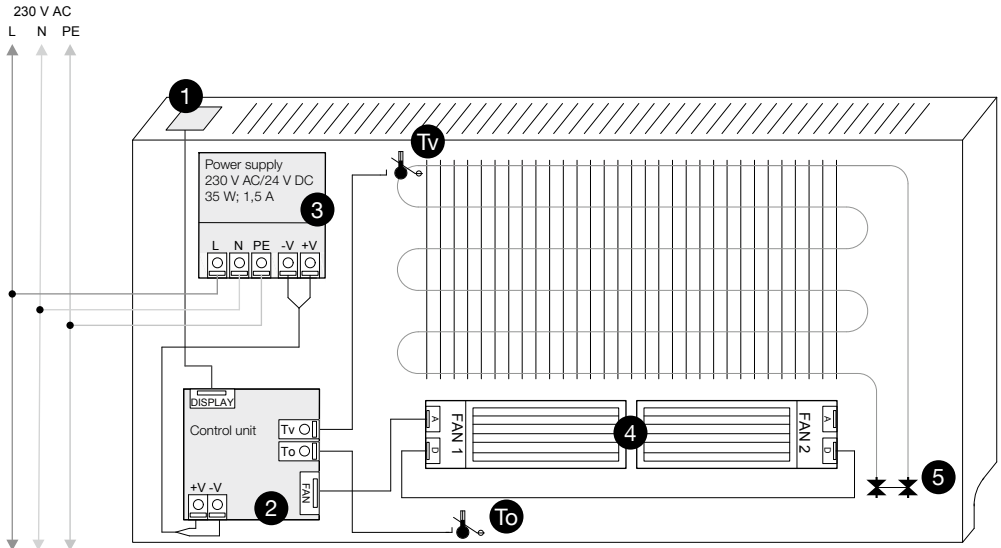 230 V AC
L N PE
1
Tv
Power supply
230 V AC/24 V DC
35 W; 1,5 A
3
L N PE -V +V
DISPLAY
Control unit
Tv
To
FAN
+V -V
2
A
D
FAN 1
4
FAN 2
A
D
5
To